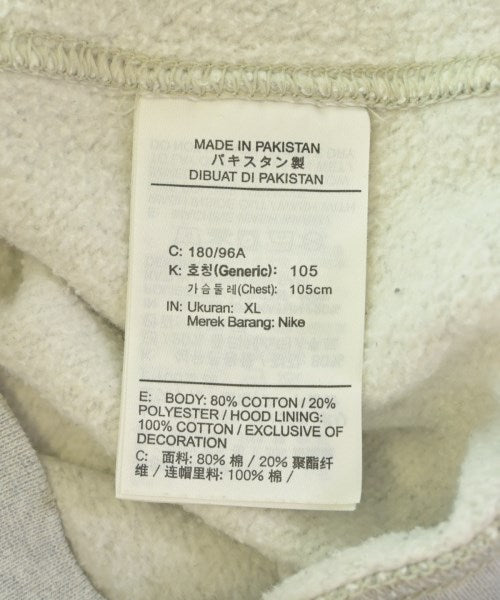 MADE IN PAKISTAN
パキスタン製
DIBUAT DI PAKISTAN
C: 180/96A
K: 호칭(Generic): 105
가슴둘레(Chest): 105cm
IN: Ukuran: XL
Merek Barang: Nike
E: BODY: 80% COTTON / 20%
POLYESTER / HOOD LINING:
100% COTTON / EXCLUSIVE OF
DECORATION
C: 面料: 80% 棉 / 20% 聚酯纤
维 / 连帽里料: 100% 棉 /